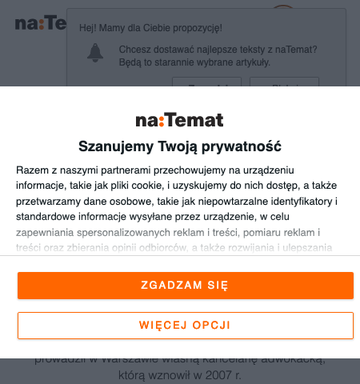 na:Te
Hej! Mamy dla Ciebie propozycję!
Chcesz dostawać najlepsze teksty z naTemat?
Będą to starannie wybrane artykuły.
na:Temat
Szanujemy Twoją prywatność
Razem z naszymi partnerami przechowujemy na urządzeniu
informacje, takie jak pliki cookie, i uzyskujemy do nich dostęp, a także
przetwarzamy dane osobowe, takie jak niepowtarzalne identyfikatory i
standardowe informacje wysyłane przez urządzenie, w celu
zapewniania spersonalizowanych reklam i treści, pomiaru reklam i
treści oraz zbierania opinii odbiorców, a także rozwijania i ulepszania
ZGADZAM SIĘ
WIĘCEJ OPCJI
prowadził w Warszawie własną kancelarię adwokacką,
którą wznowił w 2007 r.